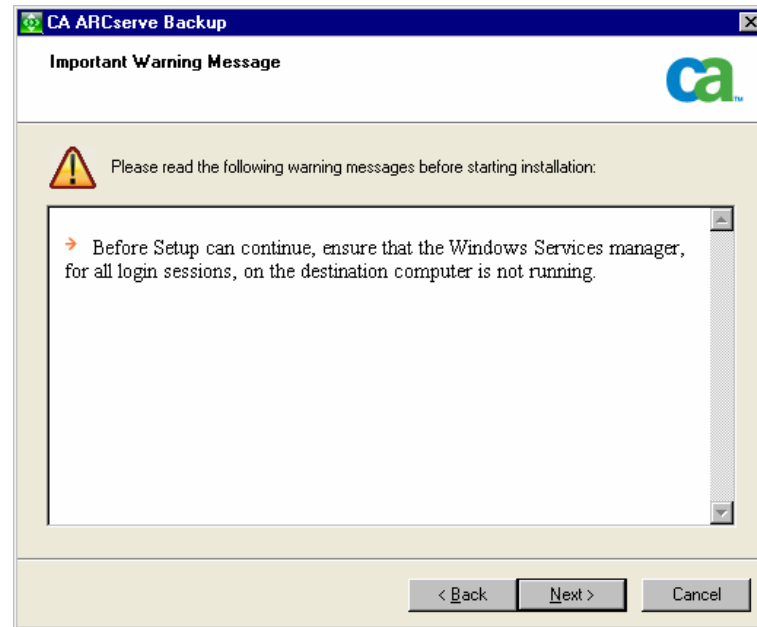 CA ARCserve Backup
Important Warning Message
ca TM
Please read the following warning messages before starting installation:
Before Setup can continue, ensure that the Windows Services manager,
for all login sessions, on the destination computer is not running.
< Back Next > Cancel